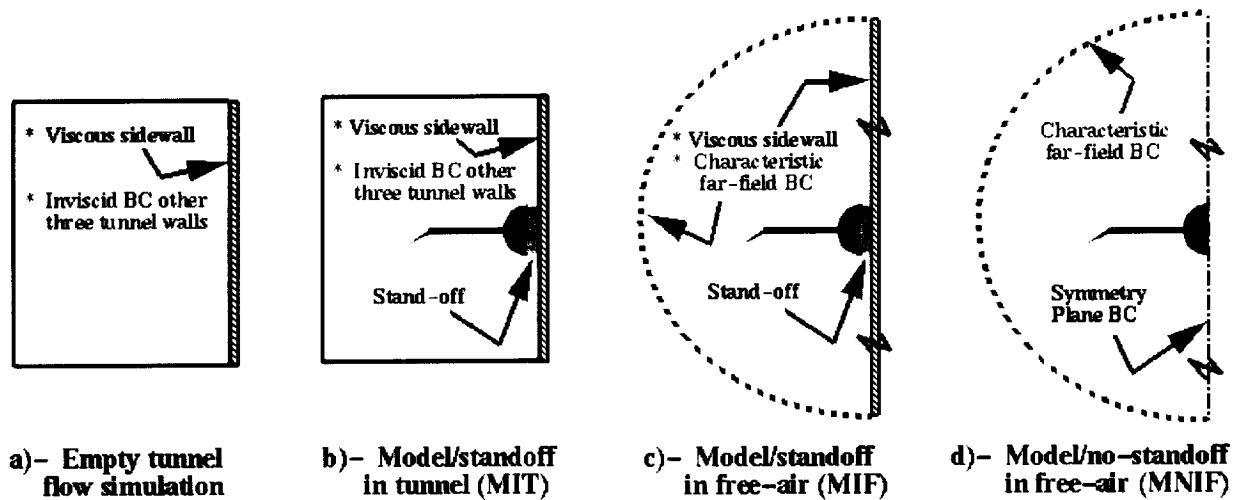 * Viscous sidewall
* Inviscid BC other
three tunnel walls
a)- Empty tunnel
flow simulation
* Viscous sidewall
* Inviscid BC other
three tunnel walls
Stand-off
b)- Model/standoff
in tunnel (MIT)
* Viscous sidewall
* Characteristic
far-field BC
Stand-off
c)- Model/standoff
in free-air (MIF)
Characteristic
far-field BC
Symmetry
Plane BC
d)- Model/no-standoff
in free-air (MNIF)